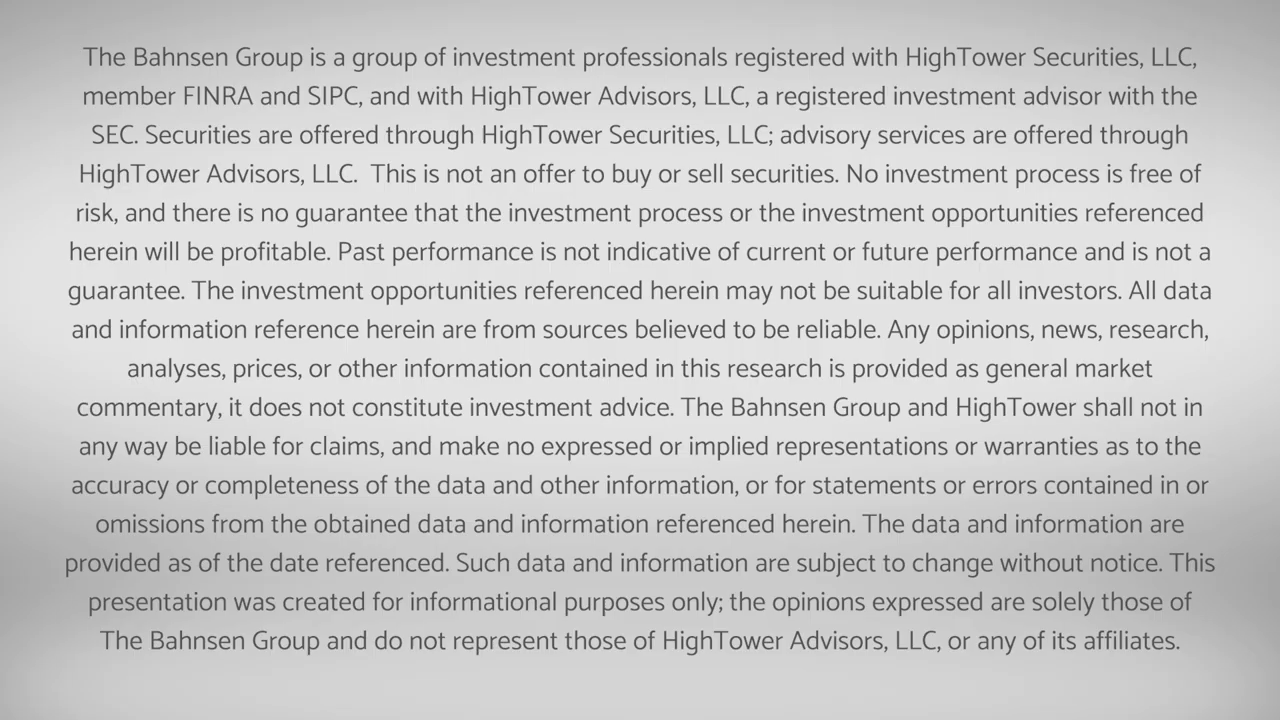 The Bahnsen Group is a group of investment professionals registered with HighTower Securities, LLC,
member FINRA and SIPC, and with HighTower Advisors, LLC, a registered investment advisor with the
SEC. Securities are offered through HighTower Securities, LLC; advisory services are offered through
HighTower Advisors, LLC.  This is not an offer to buy or sell securities. No investment process is free of
risk, and there is no guarantee that the investment process or the investment opportunities referenced
herein will be profitable. Past performance is not indicative of current or future performance and is not a
guarantee. The investment opportunities referenced herein may not be suitable for all investors. All data
and information reference herein are from sources believed to be reliable. Any opinions, news, research,
analyses, prices, or other information contained in this research is provided as general market
commentary, it does not constitute investment advice. The Bahnsen Group and HighTower shall not in
any way be liable for claims, and make no expressed or implied representations or warranties as to the
accuracy or completeness of the data and other information, or for statements or errors contained in or
omissions from the obtained data and information referenced herein. The data and information are
provided as of the date referenced. Such data and information are subject to change without notice. This
presentation was created for informational purposes only; the opinions expressed are solely those of
The Bahnsen Group and do not represent those of HighTower Advisors, LLC, or any of its affiliates.